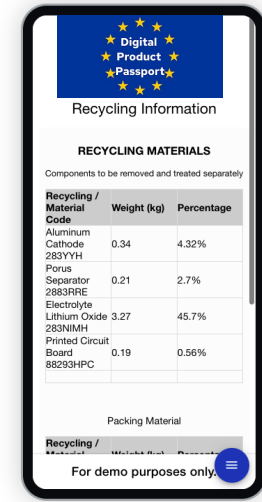 Digital
Product
Passport
Recycling Information
RECYCLING MATERIALS
Components to be removed and treated separately
Recycling / Material Code Weight (kg) Percentage
Aluminum Cathode 283YYH 0.34 4.32%
Porus Separator 2883RRE 0.21 2.7%
Electrolyte Lithium Oxide 283NIMH 3.27 45.7%
Printed Circuit Board 88293HPC 0.19 0.56%
Packing Material
Recycling /
Material Weight (kg)
For demo purposes only.